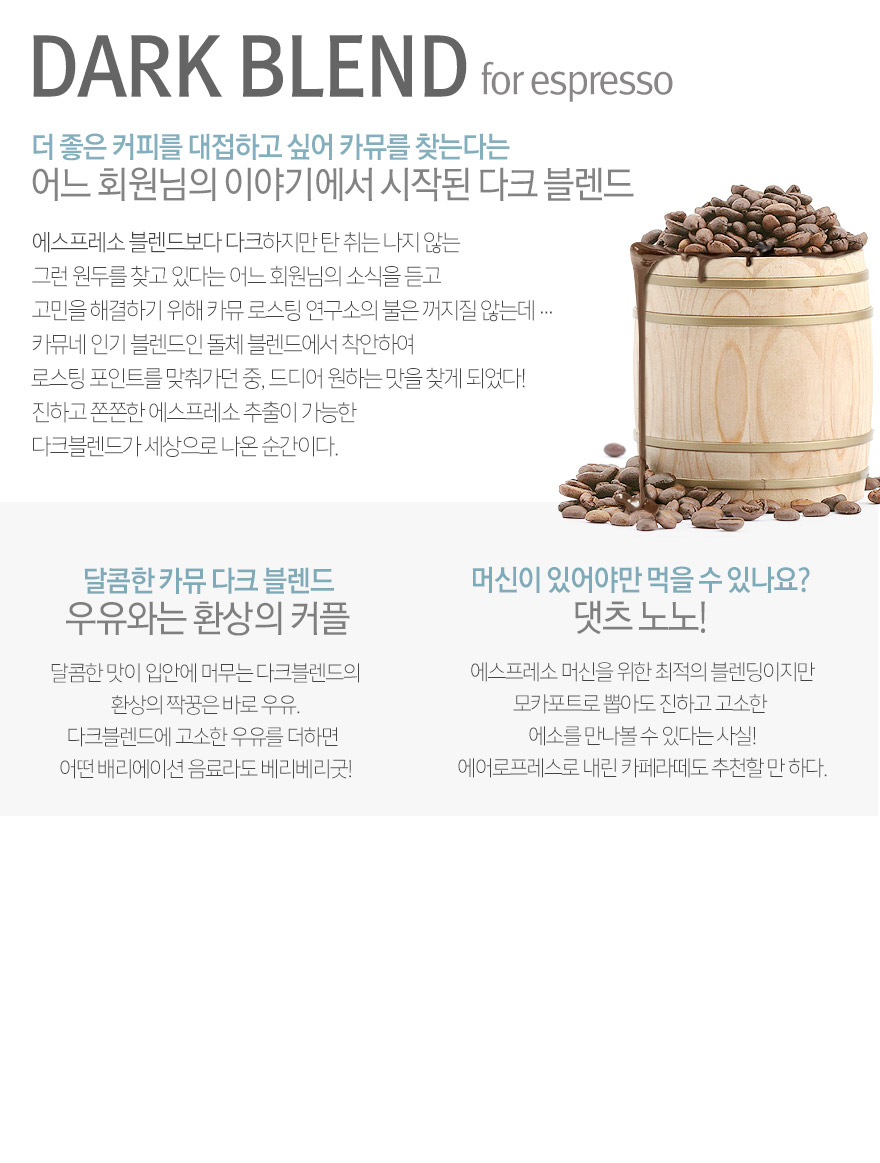 DARK BLEND for espresso
더 좋은 커피를 대접하고 싶어 카뮤를 찾는다는
어느 회원님의 이야기에서 시작된 다크 블렌드
에스프레소 블렌드보다 다크하지만 탄 취는 나지 않는
그런 원두를 찾고 있다는 어느 회원님의 소식을 듣고
고민을 해결하기 위해 카뮤 로스팅 연구소의 불은 꺼지질 않는데 ···
카뮤네 인기 블렌드인 돌체 블렌드에서 착안하여
로스팅 포인트를 맞춰가던 중, 드디어 원하는 맛을 찾게 되었다!
진하고 쫀쫀한 에스프레소 추출이 가능한
다크블렌드가 세상으로 나온 순간이다.
달콤한 카뮤 다크 블렌드
우유와는 환상의 커플
달콤한 맛이 입안에 머무는 다크블렌드의
환상의 짝꿍은 바로 우유.
다크블렌드에 고소한 우유를 더하면
어떤 배리에이션 음료라도 베리베리굿!
머신이 있어야만 먹을 수 있나요?
댓츠 노노!
에스프레소 머신을 위한 최적의 블렌딩이지만
모카포트로 뽑아도 진하고 고소한
에소를 만나볼 수 있다는 사실!
에어로프레스로 내린 카페라떼도 추천할 만 하다.